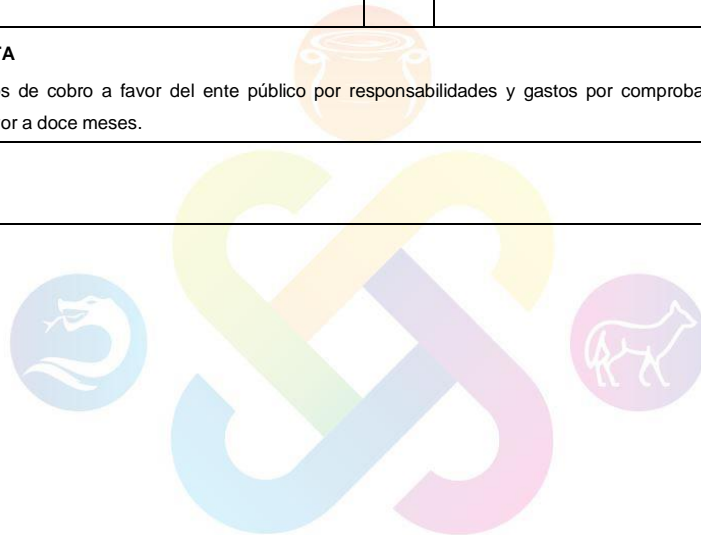 TA
s de cobro a favor del ente público por responsabilidades y gastos por comproba
or a doce meses.